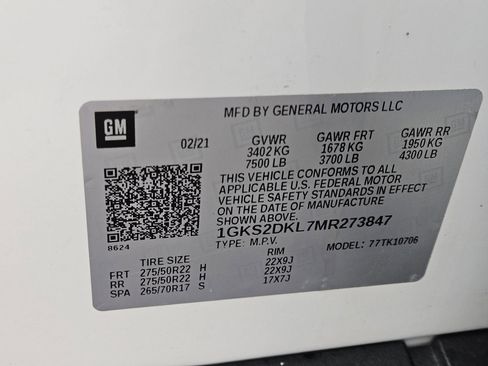 GM
MFD BY GENERAL MOTORS LLC
02/21 GVWR GAWR FRT GAWR RR
3402 KG 1678 KG 1950 KG
7500 LB 3700 LB 4300 LB
THIS VEHICLE CONFORMS TO ALL
APPLICABLE U.S. FEDERAL MOTOR
VEHICLE SAFETY STANDARDS IN EFFECT
ON THE DATE OF MANUFACTURE
SHOWN ABOVE.
1GKS2DKL7MR273847
8624 TYPE: M.P.V. MODEL: 77TK10706
TIRE SIZE RIM
FRT 275/50R22 H 22X9J
RR 275/50R22 H 22X9J
SPA 265/70R17 S 17X7J